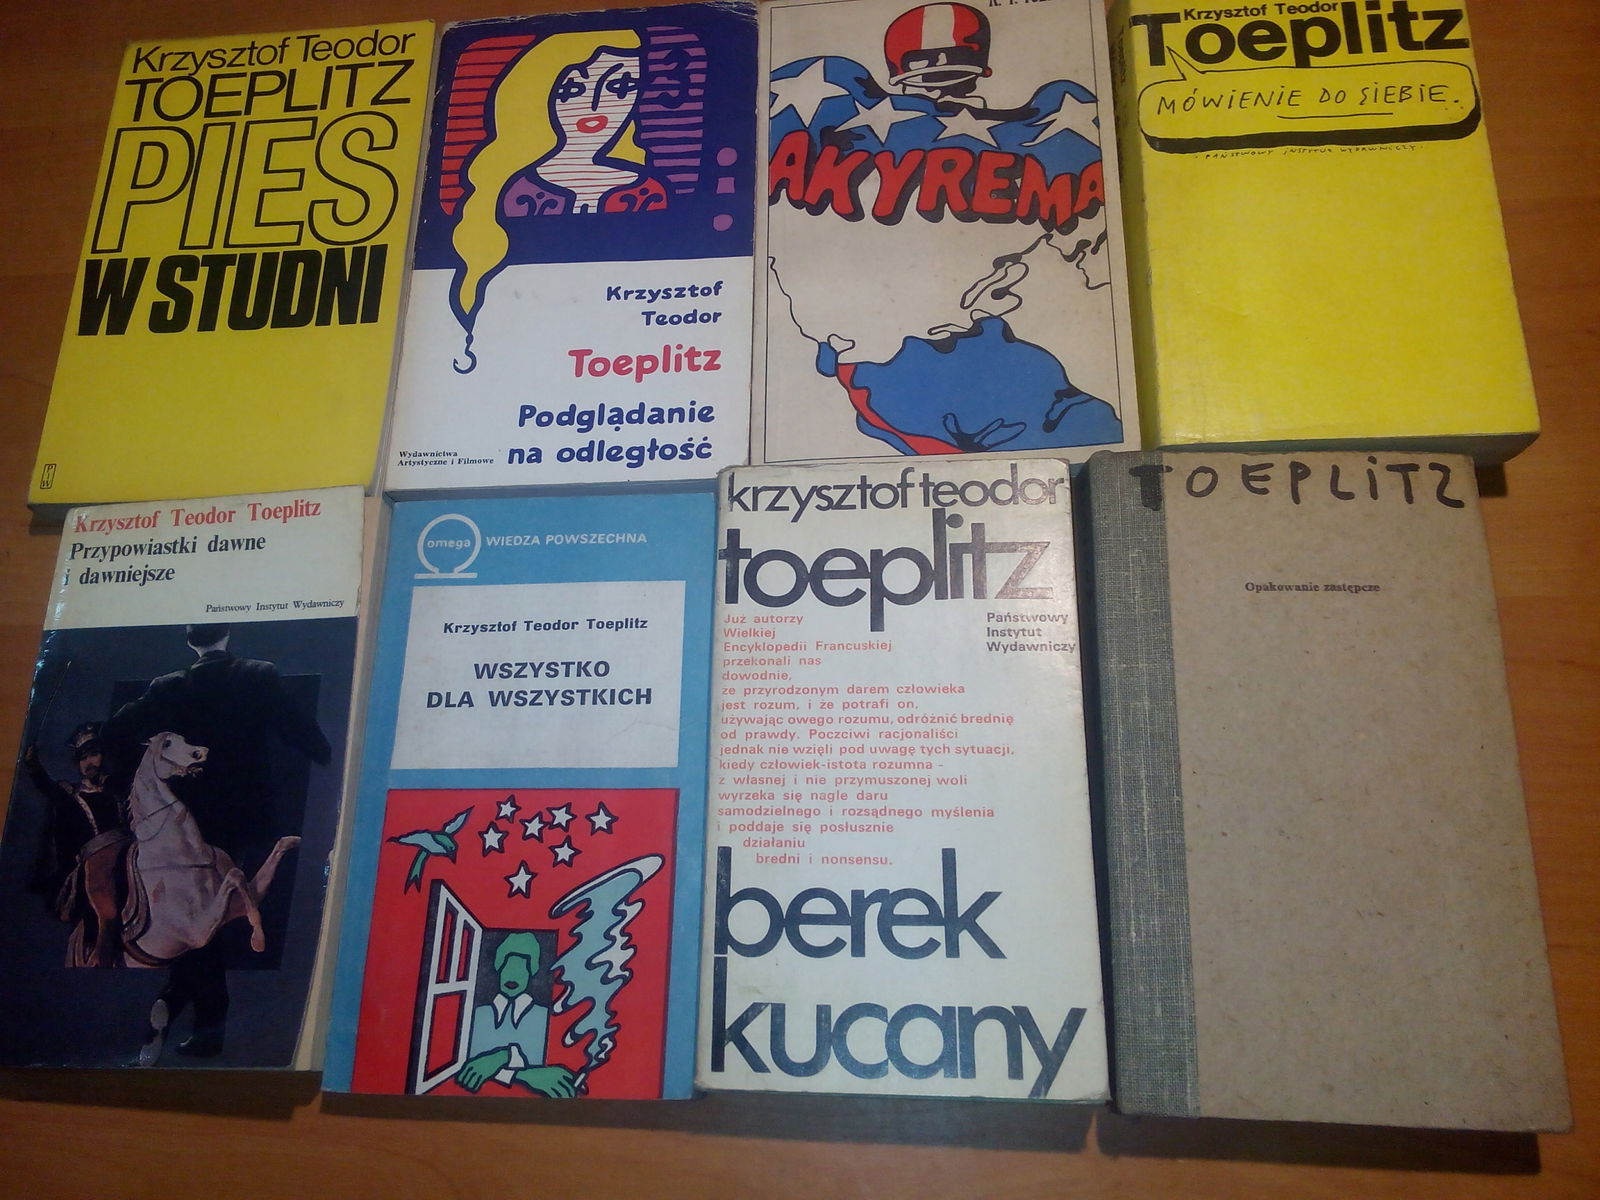 Krzysztof Teodor
TOEPLITZ
PIES
W STUDNI
PIW
Krzysztof
Teodor
Toeplitz
Podglądanie
na odległość
Wydawnictwa
Artystyczne i Filmowe
AKYREMA
Krzysztof Teodor
Toeplitz
MÓWIENIE DO SIEBIE.
PAŃSTWOWY INSTYTUT WYDAWNICZY
Krzysztof Teodor Toeplitz
Przypowiastki dawne
i dawniejsze
Państwowy Instytut Wydawniczy
omega
WIEDZA POWSZECHNA
Krzysztof Teodor Toeplitz
WSZYSTKO
DLA WSZYSTKICH
krzysztof teodor
toeplitz
Już autorzy
Wielkiej
Encyklopedii Francuskiej
przekonali nas
dowodnie,
że przyrodzonym darem człowieka
jest rozum, i że potrafi on,
używając owego rozumu, odróżnić brednię
od prawdy. Poczciwi racjonaliści
jednak nie wzięli pod uwagę tych sytuacji,
kiedy człowiek-istota rozumna -
z własnej i nie przymuszonej woli
wyrzeka się nagle daru
samodzielnego i rozsądnego myślenia
i poddaje się posłusznie
działaniu
bredni i nonsensu.
Państwowy
Instytut
Wydawniczy
berek
kucany
TOEPLITZ
Opakowanie zastępcze